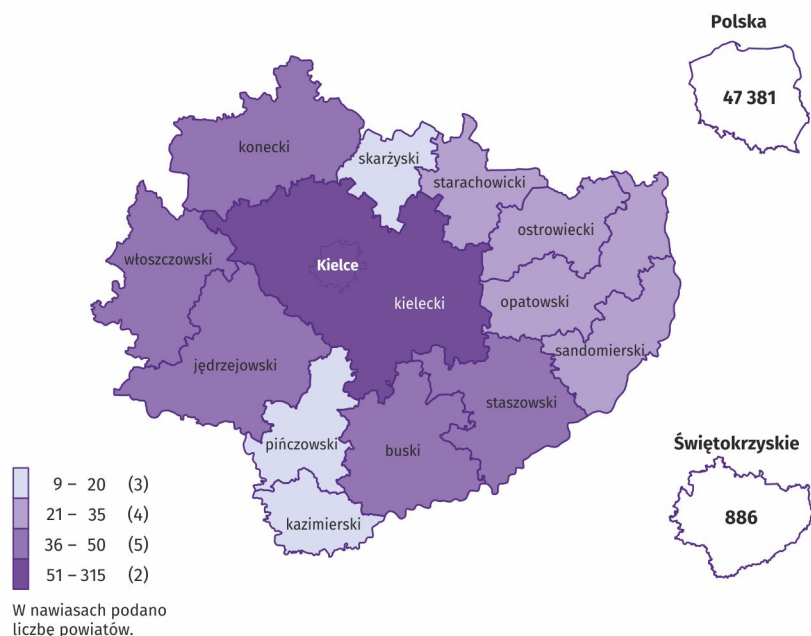 Polska
47 381
konecki
skarżyski
starachowicki
ostrowiecki
włoszczowski
Kielce
kielecki
opatowski
sandomierski
jędrzejowski
staszowski
pińczowski
buski
kazimierski
Świętokrzyskie
886
9 – 20 (3)
21 – 35 (4)
36 – 50 (5)
51 – 315 (2)
W nawiasach podano
liczbę powiatów.